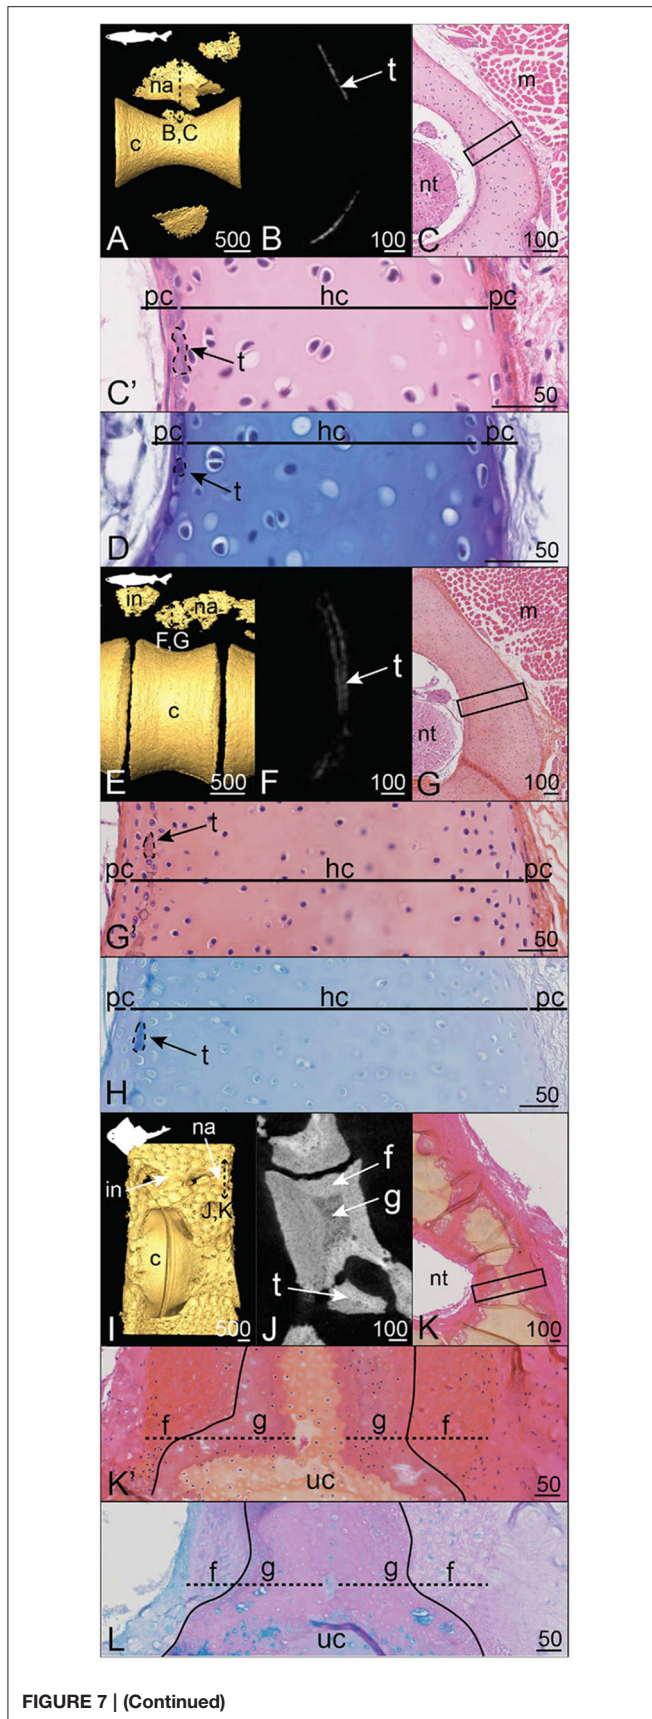 na
c
B,C
A
500
t
B
100
m
nt
C
100
pc hc pc
t
C'
50
pc hc pc
t
D
50
in na
F,G
c
E
500
t
F
100
m
nt
G
100
t
pc hc pc
G'
50
pc hc pc
t
H
50
na
in
J,K
c
I
500
f
g
t
J
100
nt
K
100
f g g f
K'
uc
50
f g g f
L
uc
50
FIGURE 7 | (Continued)